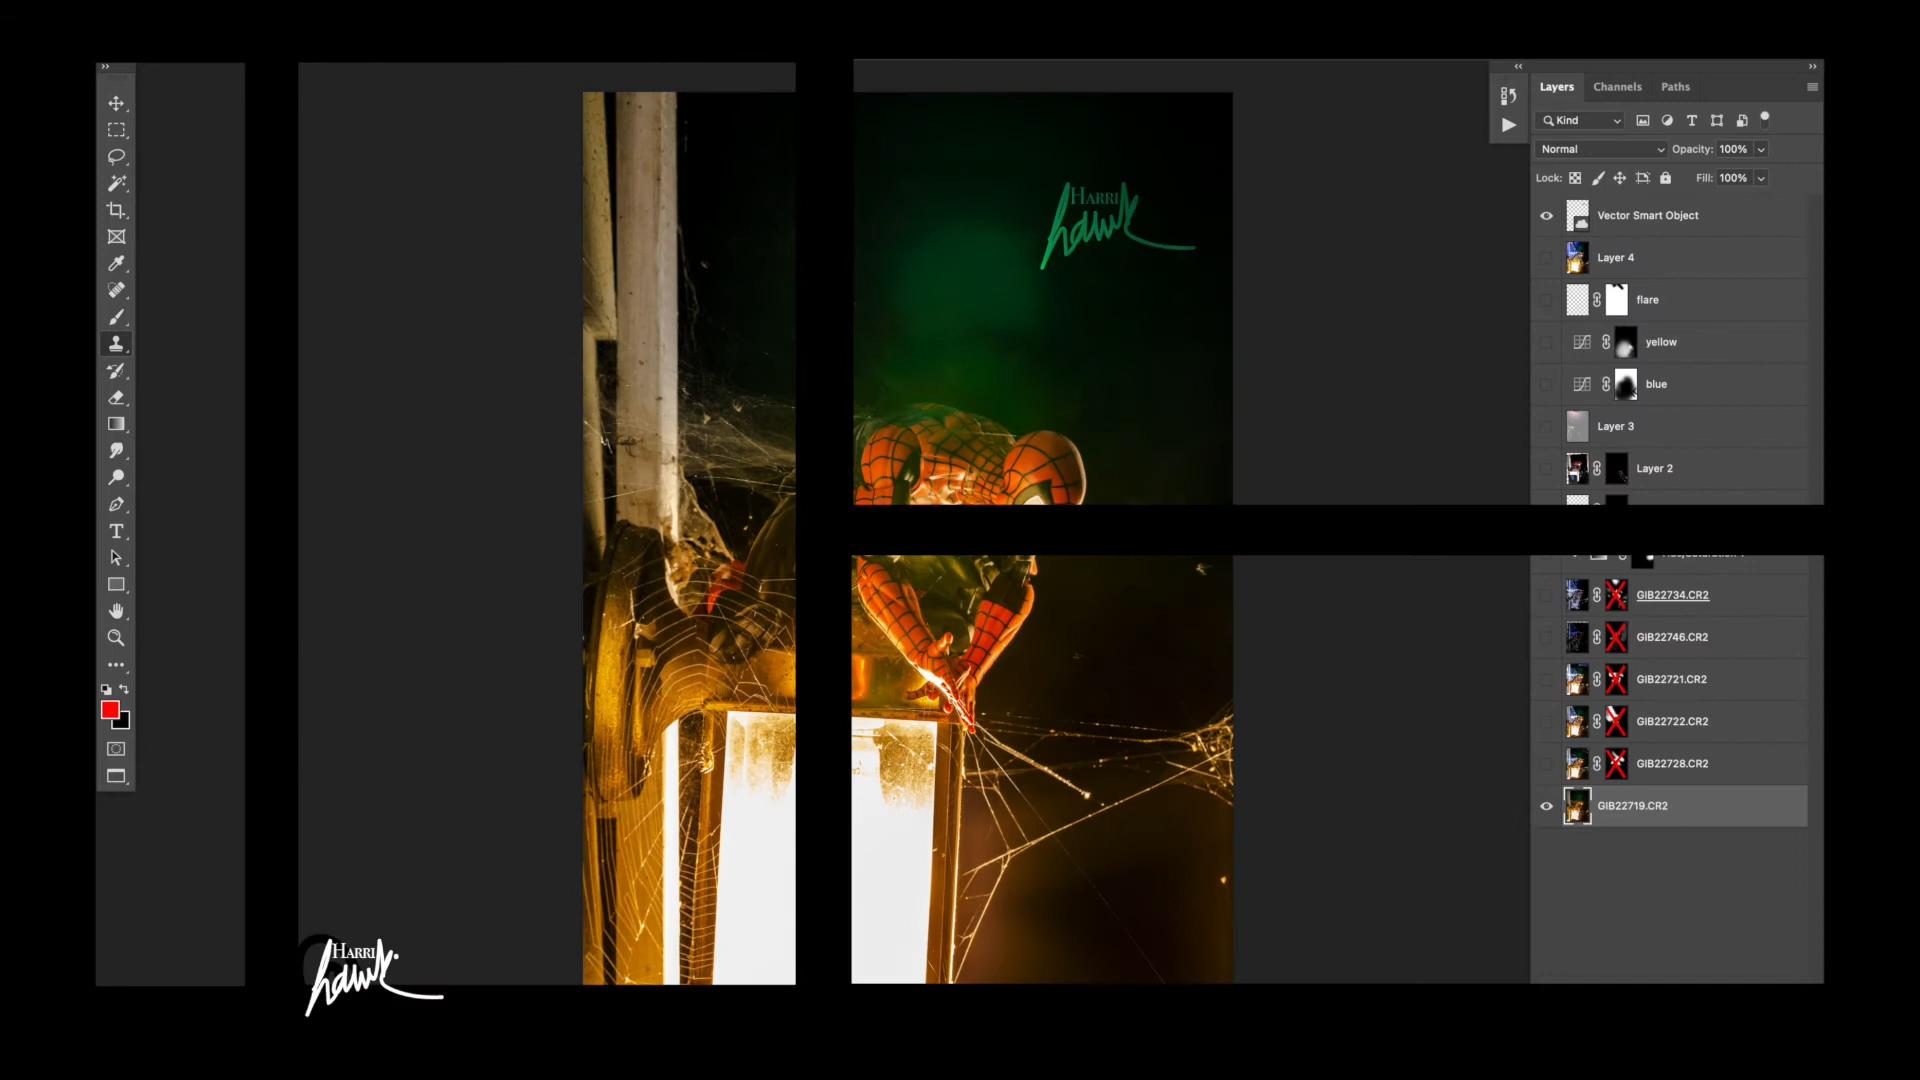 Layers Channels Paths
Kind
Normal Opacity: 100%
Lock: Fill: 100%
Vector Smart Object
Layer 4
flare
yellow
blue
Layer 3
Layer 2
HARRI
hawk
GIB22734.CR2
GIB22746.CR2
GIB22721.CR2
GIB22722.CR2
GIB22728.CR2
GIB22719.CR2
HARRI
hawk